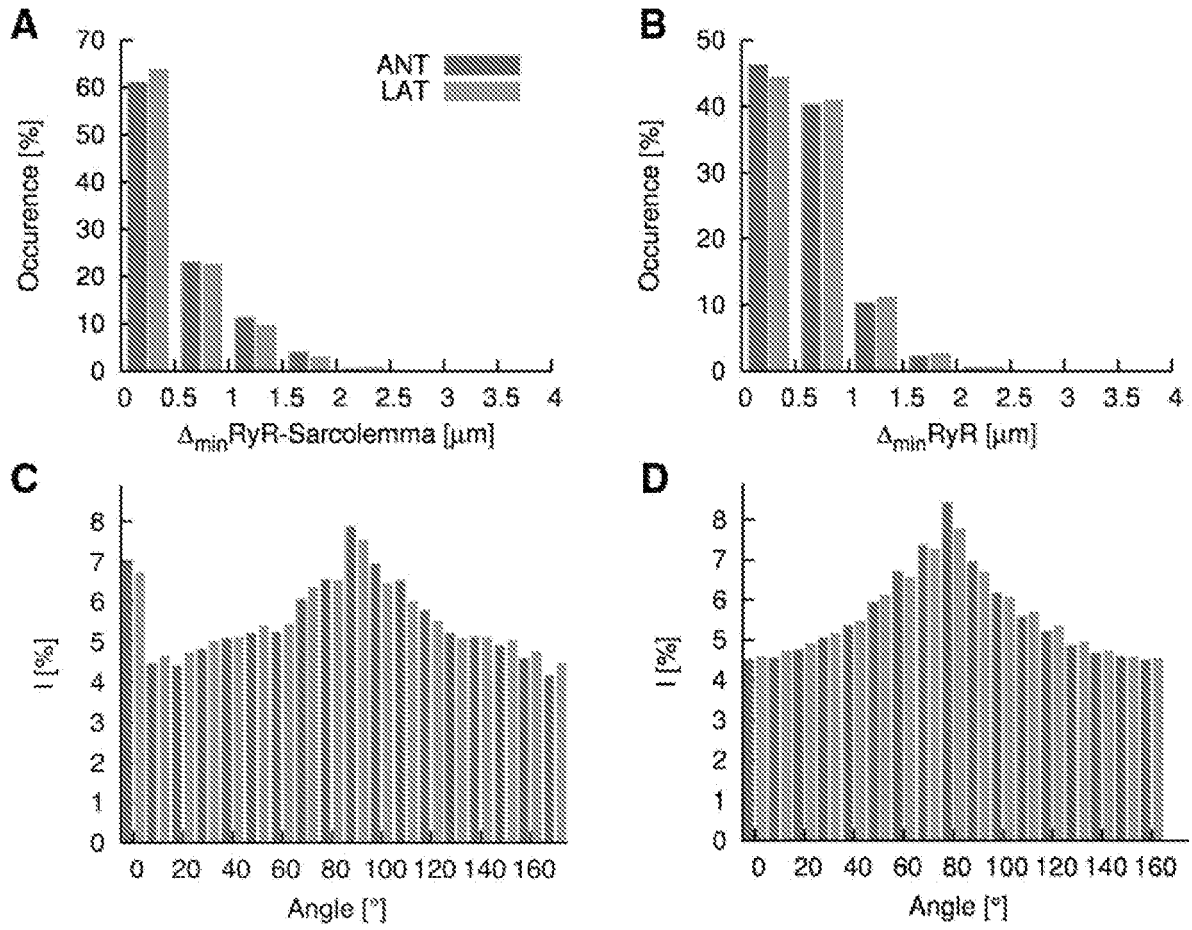 A
70
60
50
40
30
20
10
0
Occurence [%]
ANT
LAT
0 0.5 1 1.5 2 2.5 3 3.5 4
ΔminRyR-Sarcolemma [µm]
B
50
40
30
20
10
0
Occurence [%]
0 0.5 1 1.5 2 2.5 3 3.5 4
ΔminRyR [µm]
C
8
7
6
5
4
3
2
1
0
I [%]
0 20 40 60 80 100 120 140 160
Angle [°]
D
8
7
6
5
4
3
2
1
0
I [%]
0 20 40 60 80 100 120 140 160
Angle [°]